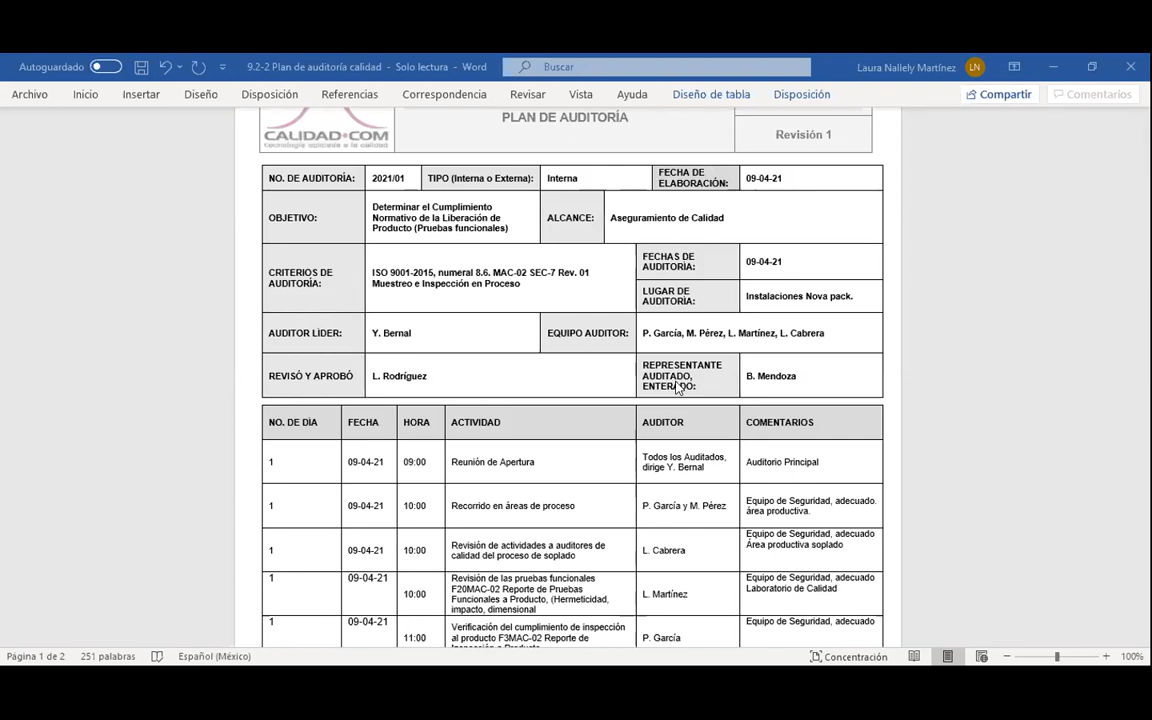 Autoguardado
9.2-2 Plan de auditoría calidad - Solo lectura - Word
Buscar
Laura Nallely Martínez
LN
Archivo Inicio Insertar Diseño Disposición Referencias Correspondencia Revisar Vista Ayuda Diseño de tabla Disposición Compartir Comentarios
CALIDAD·COM
tecnología aplicable a la calidad
PLAN DE AUDITORÍA
Revisión 1
NO. DE AUDITORÍA: 2021/01 TIPO (Interna o Externa): Interna
FECHA DE
ELABORACIÓN:
09-04-21
OBJETIVO:
Determinar el Cumplimiento
Normativo de la Liberación de
Producto (Pruebas funcionales)
ALCANCE: Aseguramiento de Calidad
CRITERIOS DE
AUDITORÍA:
ISO 9001-2015, numeral 8.6. MAC-02 SEC-7 Rev. 01
Muestreo e Inspección en Proceso
FECHAS DE
AUDITORÍA:
09-04-21
LUGAR DE
AUDITORÍA:
Instalaciones Nova pack.
AUDITOR LÍDER: Y. Bernal EQUIPO AUDITOR: P. García, M. Pérez, L. Martínez, L. Cabrera
REVISÓ Y APROBÓ L. Rodríguez
REPRESENTANTE
AUDITADO,
ENTERADO:
B. Mendoza
NO. DE DÍA FECHA HORA ACTIVIDAD AUDITOR COMENTARIOS
1 09-04-21 09:00 Reunión de Apertura
Todos los Auditados,
dirige Y. Bernal
Auditorio Principal
1 09-04-21 10:00 Recorrido en áreas de proceso P. García y M. Pérez
Equipo de Seguridad, adecuado.
área productiva.
1 09-04-21 10:00
Revisión de actividades a auditores de
calidad del proceso de soplado
L. Cabrera
Equipo de Seguridad, adecuado
Área productiva soplado
1 09-04-21 10:00
Revisión de las pruebas funcionales
F20MAC-02 Reporte de Pruebas
Funcionales a Producto, (Hermeticidad,
impacto, dimensional
L. Martínez
Equipo de Seguridad, adecuado
Laboratorio de Calidad
1 09-04-21 11:00
Verificación del cumplimiento de inspección
al producto F3MAC-02 Reporte de
Inspección a Producto
P. García
Equipo de Seguridad, adecuado
Página 1 de 2 251 palabras Español (México) Concentración 100%